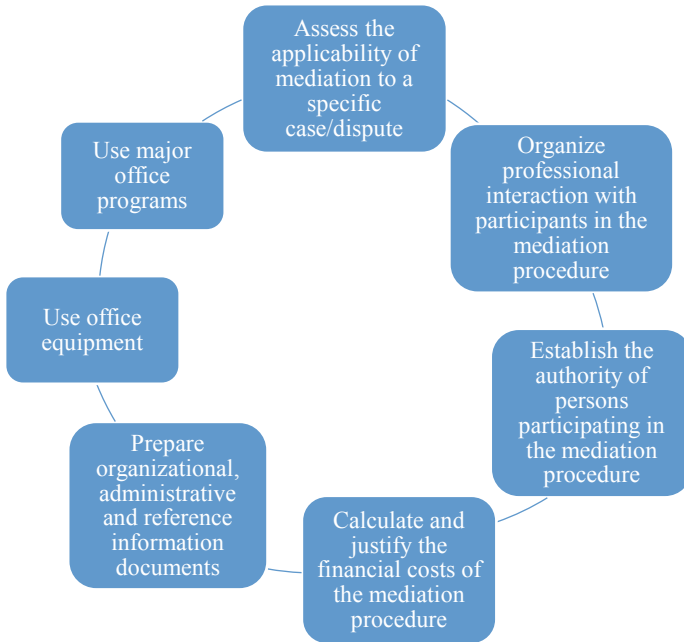 Assess the
applicability of
mediation to a
specific
case/dispute
Organize
professional
interaction with
participants in the
mediation
procedure
Establish the
authority of
persons
participating in
the mediation
procedure
Calculate and
justify the
financial costs of
the mediation
procedure
Prepare
organizational,
administrative
and reference
information
documents
Use office
equipment
Use major
office
programs